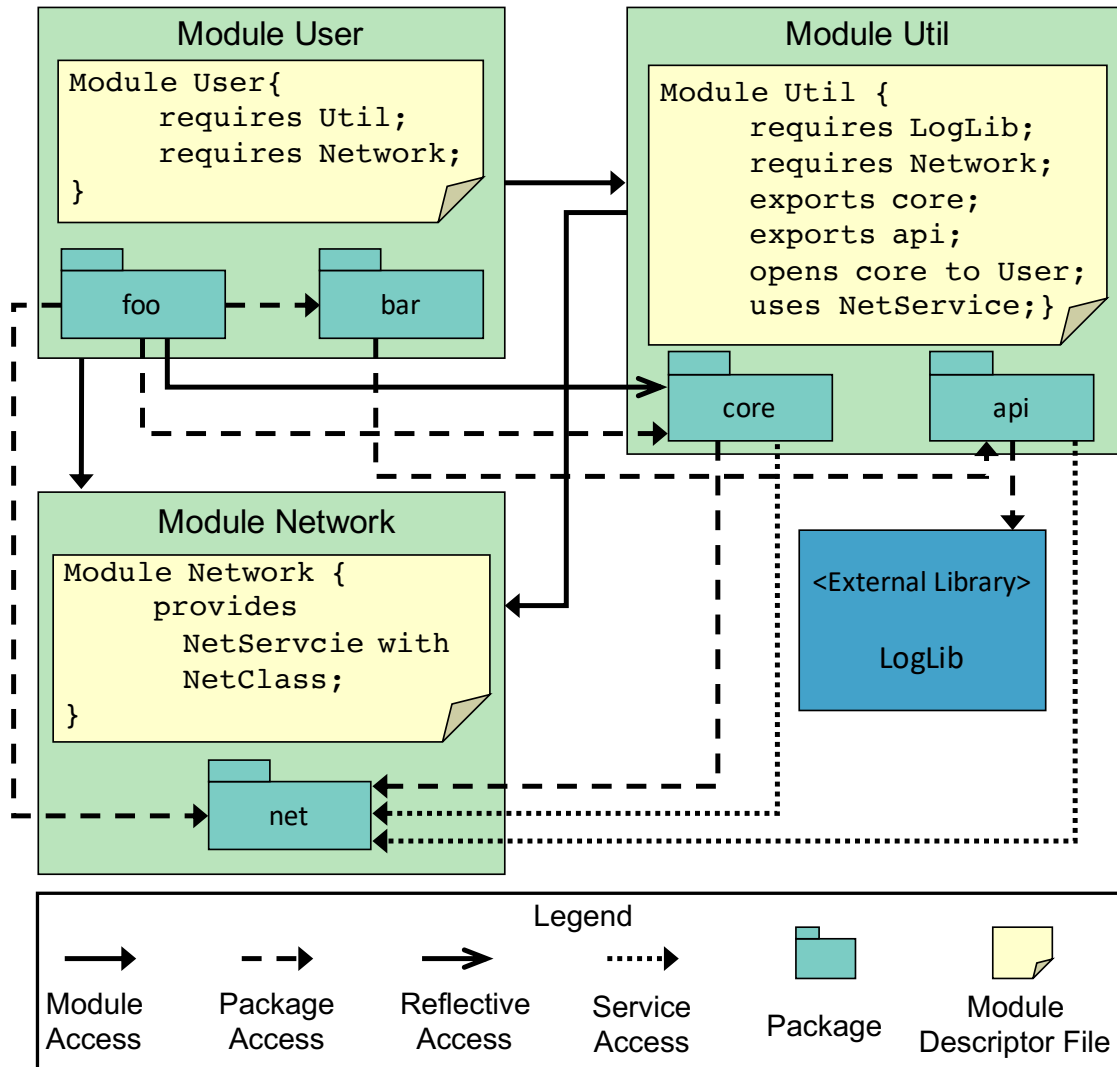 Module User
Module User{
requires Util;
requires Network;
}
foo
bar
Module Util
Module Util {
requires LogLib;
requires Network;
exports core;
exports api;
opens core to User;
uses NetService;}
core
api
Module Network
Module Network {
provides
NetServcie with
NetClass;
}
net
<External Library>
LogLib
Legend
Module
Access
Package
Access
Reflective
Access
Service
Access
Package
Module
Descriptor File